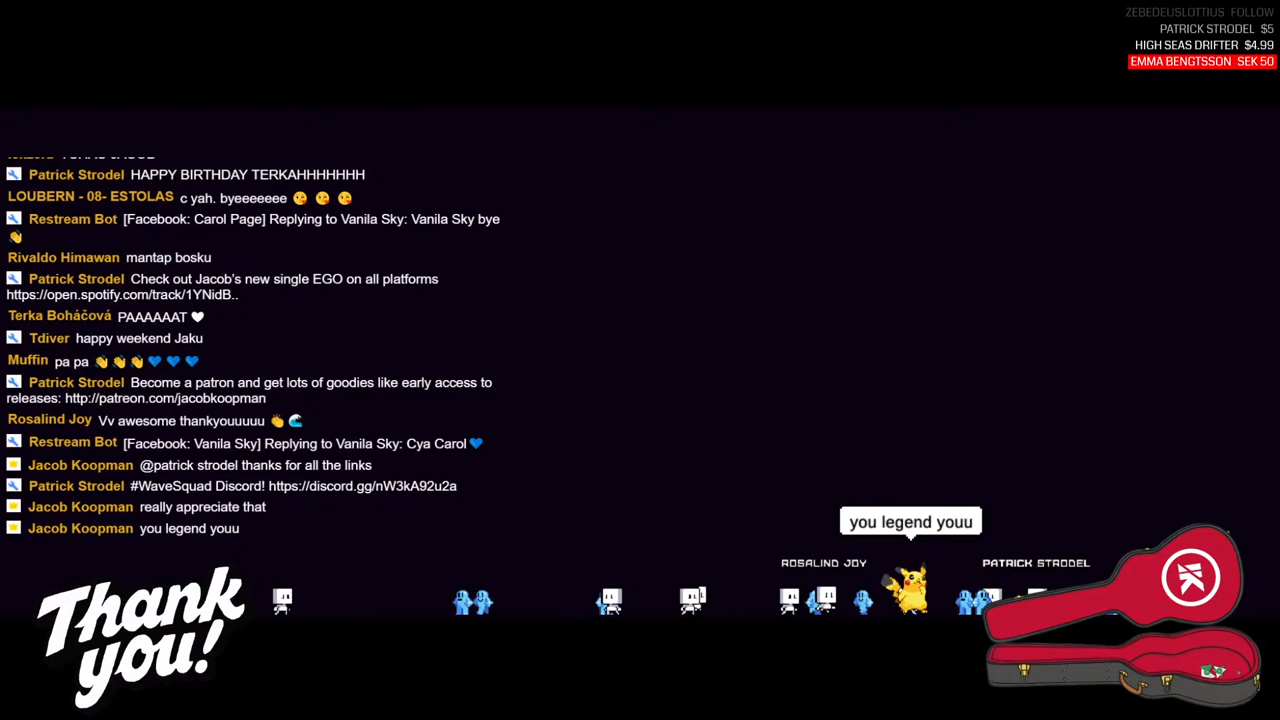 ZEBEDEUSLOTTIUS FOLLOW
PATRICK STRODEL $5
HIGH SEAS DRIFTER $4.99
EMMA BENGTSSON SEK 50
Patrick Strodel HAPPY BIRTHDAY TERKAHHHHHHH
LOUBERN - 08- ESTOLAS c yah. byeeeeeee 😘 😘 😘
Restream Bot [Facebook: Carol Page] Replying to Vanila Sky: Vanila Sky bye
👋
Rivaldo Himawan mantap bosku
Patrick Strodel Check out Jacob's new single EGO on all platforms
https://open.spotify.com/track/1YNidB..
Terka Boháčová PAAAAAAT 🤍
Tdiver happy weekend Jaku
Muffin pa pa 👋 👋 👋 💙 💙 💙
Patrick Strodel Become a patron and get lots of goodies like early access to
releases: http://patreon.com/jacobkoopman
Rosalind Joy Vv awesome thankyouuuuu 👏 🌊
Restream Bot [Facebook: Vanila Sky] Replying to Vanila Sky: Cya Carol 💙
Jacob Koopman @patrick strodel thanks for all the links
Patrick Strodel #WaveSquad Discord! https://discord.gg/nW3kA92u2a
Jacob Koopman really appreciate that
Jacob Koopman you legend youu
you legend youu
ROSALIND JOY
PATRICK STRODEL
Thank
you!